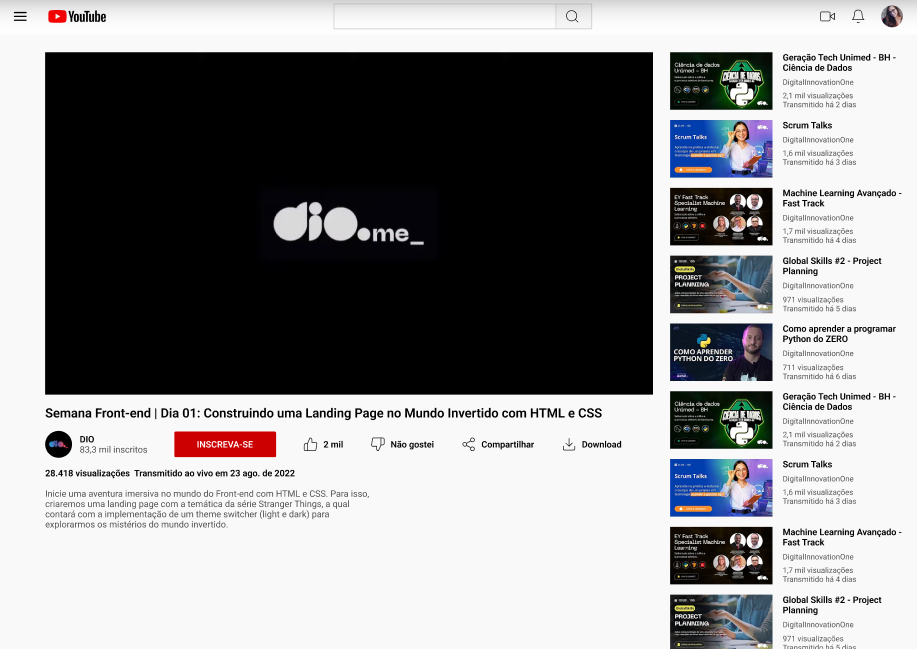 YouTube
dio.me_
Semana Front-end | Dia 01: Construindo uma Landing Page no Mundo Invertido com HTML e CSS
DIO
83,3 mil inscritos
INSCREVA-SE
2 mil
Não gostei
Compartilhar
Download
28.418 visualizações Transmitido ao vivo em 23 ago. de 2022
Inicie uma aventura imersiva no mundo do Front-end com HTML e CSS. Para isso,
criaremos uma landing page com a temática da série Stranger Things, a qual
contará com a implementação de um theme switcher (light e dark) para
explorarmos os mistérios do mundo invertido.
Ciência de dados
Unimed - BH
CIÊNCIA DE DADOS
Geração Tech Unimed - BH -
Ciência de Dados
DigitalInnovationOne
2,1 mil visualizações
Transmitido há 2 dias
Scrum Talks
Scrum Talks
DigitalInnovationOne
1,6 mil visualizações
Transmitido há 3 dias
EY Fast Track
Specialist Machine
Learning
Machine Learning Avançado -
Fast Track
DigitalInnovationOne
1,7 mil visualizações
Transmitido há 4 dias
PROJECT
PLANNING
Global Skills #2 - Project
Planning
DigitalInnovationOne
971 visualizações
Transmitido há 5 dias
COMO APRENDER
PYTHON DO ZERO
Como aprender a programar
Python do ZERO
DigitalInnovationOne
711 visualizações
Transmitido há 6 dias
Ciência de dados
Unimed - BH
CIÊNCIA DE DADOS
Geração Tech Unimed - BH -
Ciência de Dados
DigitalInnovationOne
2,1 mil visualizações
Transmitido há 2 dias
Scrum Talks
Scrum Talks
DigitalInnovationOne
1,6 mil visualizações
Transmitido há 3 dias
EY Fast Track
Specialist Machine
Learning
Machine Learning Avançado -
Fast Track
DigitalInnovationOne
1,7 mil visualizações
Transmitido há 4 dias
PROJECT
PLANNING
Global Skills #2 - Project
Planning
DigitalInnovationOne
971 visualizações
Transmitido há 5 dias